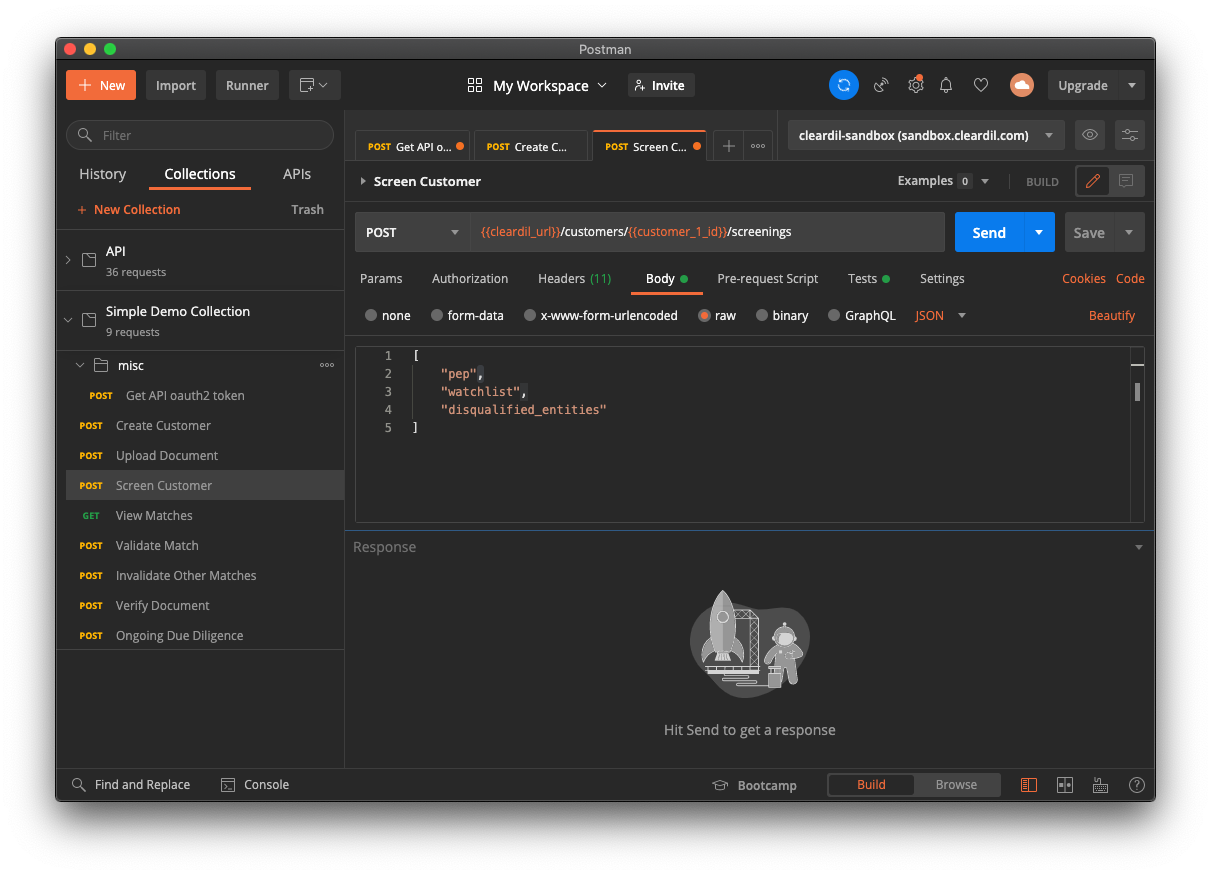 Postman
New
Import
Runner
My Workspace
Invite
Upgrade
Filter
History
Collections
APIs
+ New Collection
Trash
API
36 requests
Simple Demo Collection
9 requests
misc
POST Get API oauth2 token
POST Create Customer
POST Upload Document
POST Screen Customer
GET View Matches
POST Validate Match
POST Invalidate Other Matches
POST Verify Document
POST Ongoing Due Diligence
POST Get API o...
POST Create C...
POST Screen C...
cleardil-sandbox (sandbox.cleardil.com)
Screen Customer
Examples 0
BUILD
POST
{{cleardil_url}}/customers/{{customer_1_id}}/screenings
Send
Save
Params
Authorization
Headers (11)
Body
Pre-request Script
Tests
Settings
Cookies
Code
none
form-data
x-www-form-urlencoded
raw
binary
GraphQL
JSON
Beautify
1 [
2 "pep",
3 "watchlist",
4 "disqualified_entities"
5 ]
Response
Hit Send to get a response
Find and Replace
Console
Bootcamp
Build
Browse